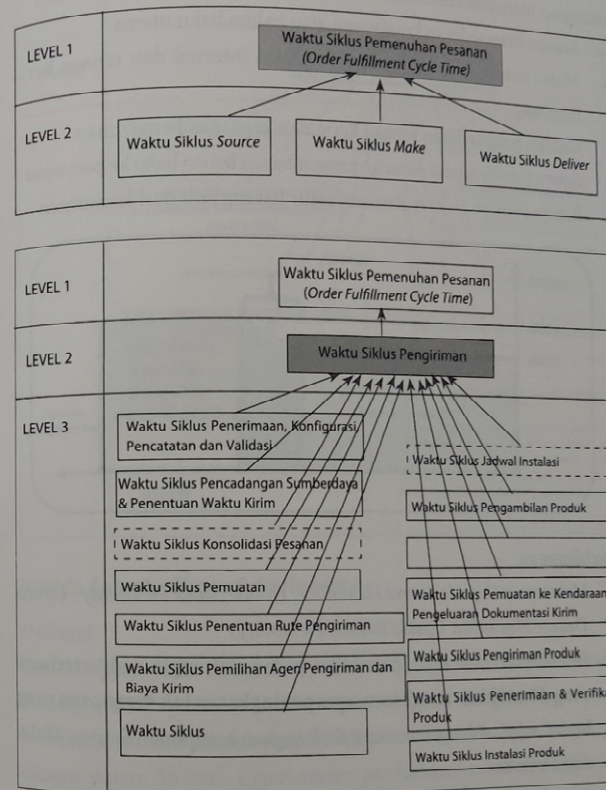 LEVEL 1
Waktu Siklus Pemenuhan Pesanan
(Order Fulfillment Cycle Time)
LEVEL 2
Waktu Siklus Source
Waktu Siklus Make
Waktu Siklus Deliver
LEVEL 1
Waktu Siklus Pemenuhan Pesanan
(Order Fulfillment Cycle Time)
LEVEL 2
Waktu Siklus Pengiriman
LEVEL 3
Waktu Siklus Penerimaan, Konfigurasi,
Pencatatan dan Validasi
Waktu Siklus Pencadangan Sumberdaya
& Penentuan Waktu Kirim
Waktu Siklus Konsolidasi Pesanan
Waktu Siklus Pemuatan
Waktu Siklus Penentuan Rute Pengiriman
Waktu Siklus Pemilihan Agen Pengiriman dan
Biaya Kirim
Waktu Siklus
Waktu Siklus Jadwal Instalasi
Waktu Siklus Pengambilan Produk
Waktu Siklus Pemuatan ke Kendaraan
Pengeluaran Dokumentasi Kirim
Waktu Siklus Pengiriman Produk
Waktu Siklus Penerimaan & Verifika
Produk
Waktu Siklus Instalasi Produk